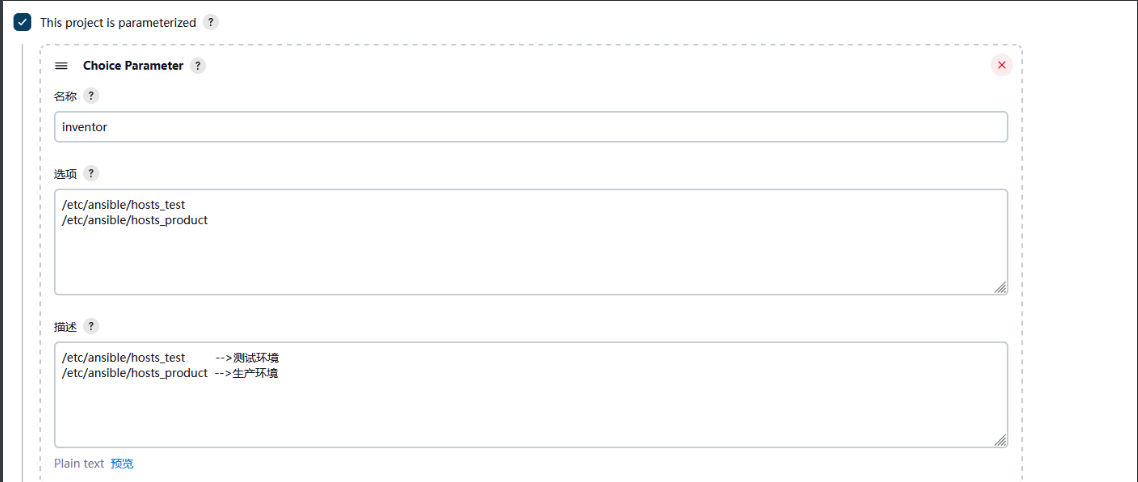 This project is parameterized ?
Choice Parameter ?
名称 ?
inventor
选项 ?
/etc/ansible/hosts_test
/etc/ansible/hosts_product
描述 ?
/etc/ansible/hosts_test -->测试环境
/etc/ansible/hosts_product -->生产环境
Plain text 预览